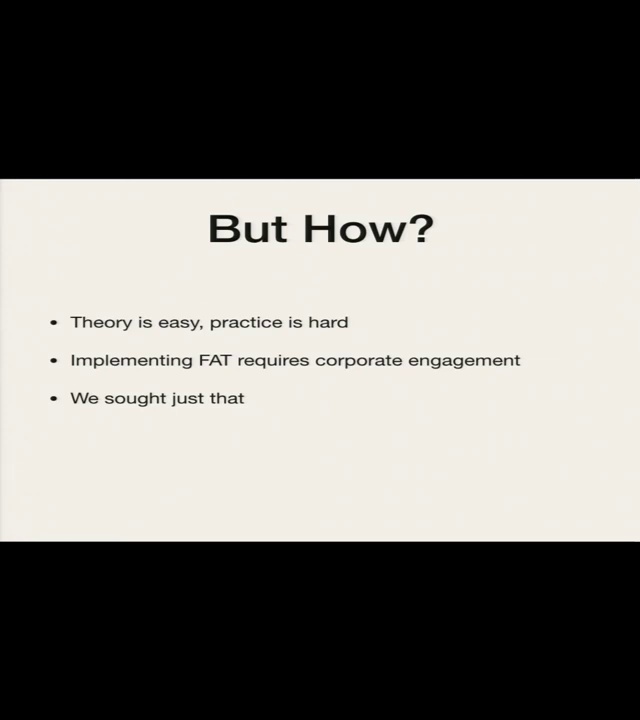 But How?
• Theory is easy, practice is hard
• Implementing FAT requires corporate engagement
• We sought just that